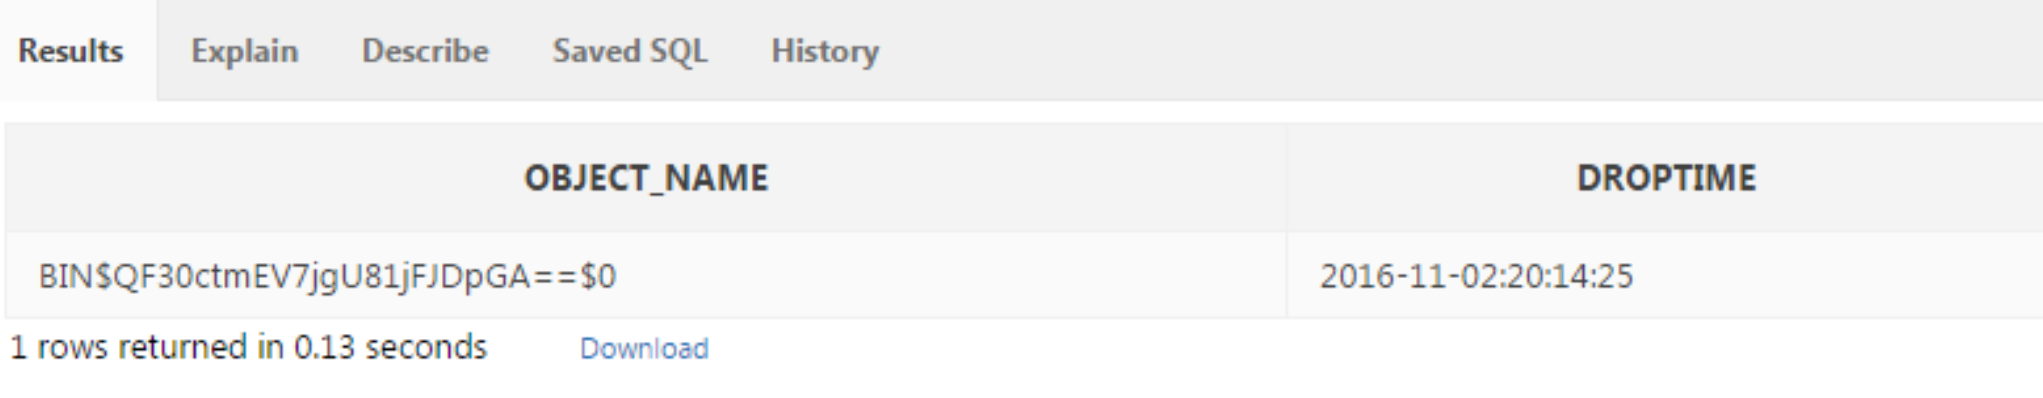 Results Explain Describe Saved SQL History
OBJECT_NAME DROPTIME
BIN$QF30ctmEV7jgU81jFJDpGA==$0 2016-11-02:20:14:25
1 rows returned in 0.13 seconds Download